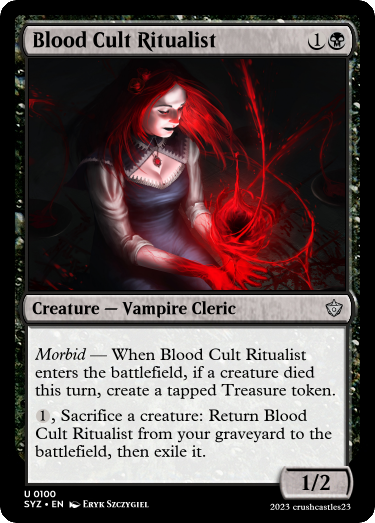 Blood Cult Ritualist 1
Creature — Vampire Cleric
Morbid — When Blood Cult Ritualist
enters the battlefield, if a creature died
this turn, create a tapped Treasure token.
1, Sacrifice a creature: Return Blood
Cult Ritualist from your graveyard to the
battlefield, then exile it.
1/2
U 0100
SYZ • EN Eryk Szczygieł
2023 crushcastles23